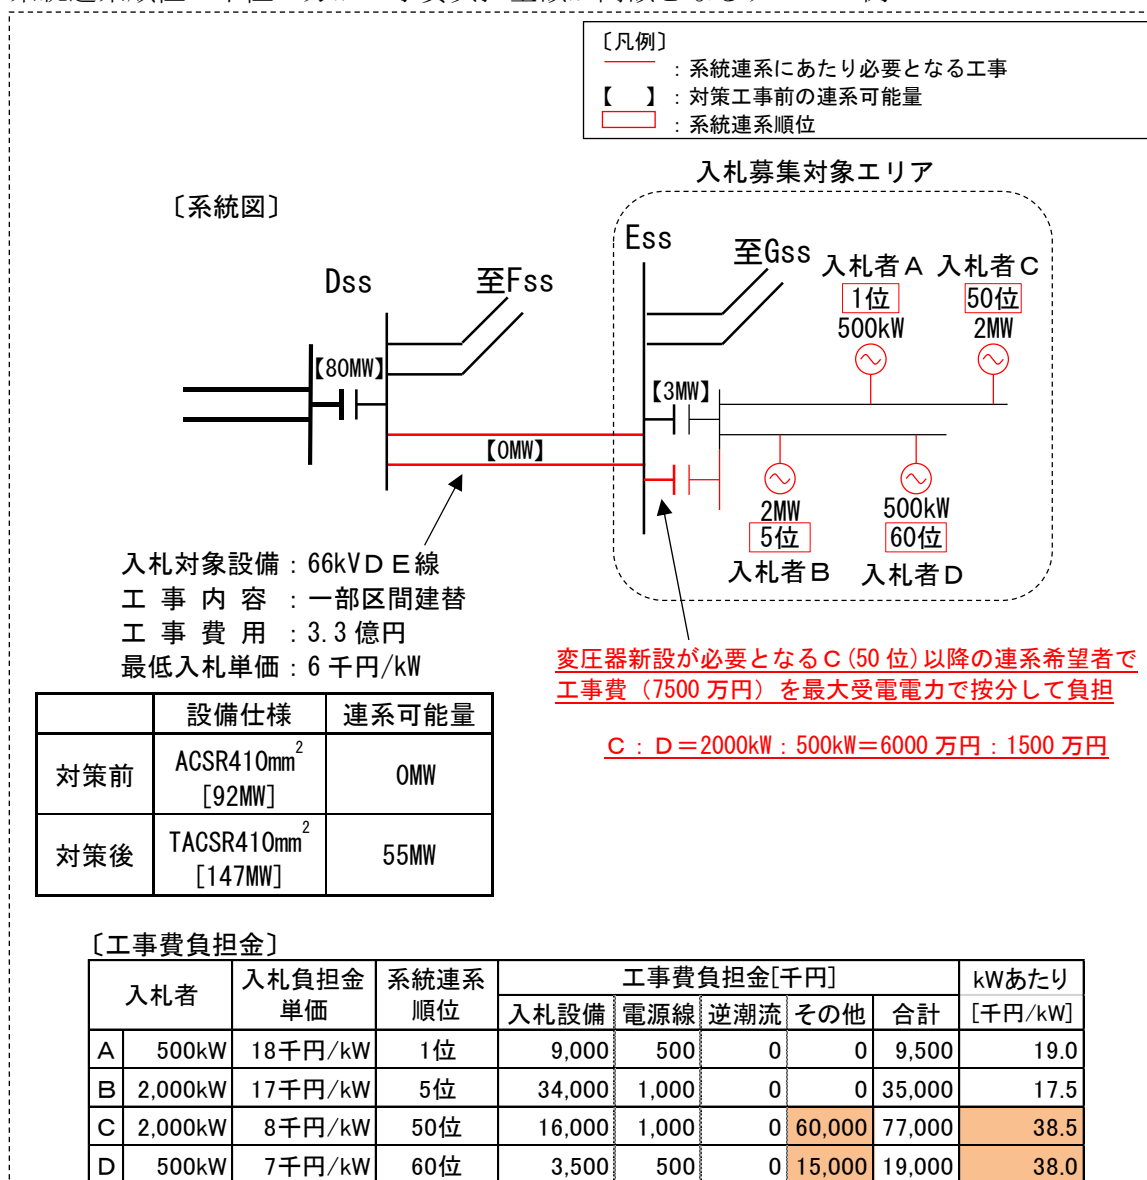 〔凡例〕
：系統連系にあたり必要となる工事
【　】：対策工事前の連系可能量
：系統連系順位
入札募集対象エリア
〔系統図〕
Ess
至Gss
入札者A 入札者C
Dss
至Fss
1位 50位
500kW 2MW
【80MW】
【3MW】
【0MW】
2MW 500kW
5位 60位
入札者B 入札者D
入札対象設備：66kVＤＥ線
工事内容：一部区間建替
工事費用：3.3億円
最低入札単価：6千円/kW
変圧器新設が必要となるＣ(50位)以降の連系希望者で
工事費（7500万円）を最大受電電力で按分して負担
Ｃ：Ｄ＝2000kW：500kW＝6000万円：1500万円
設備仕様 連系可能量
対策前 ACSR410mm² [92MW] 0MW
対策後 TACSR410mm² [147MW] 55MW
〔工事費負担金〕
入札者 入札負担金単価 系統連系順位 工事費負担金[千円] kWあたり[千円/kW]
入札設備 電源線 逆潮流 その他 合計
A 500kW 18千円/kW 1位 9,000 500 0 0 9,500 19.0
B 2,000kW 17千円/kW 5位 34,000 1,000 0 0 35,000 17.5
C 2,000kW 8千円/kW 50位 16,000 1,000 0 60,000 77,000 38.5
D 500kW 7千円/kW 60位 3,500 500 0 15,000 19,000 38.0